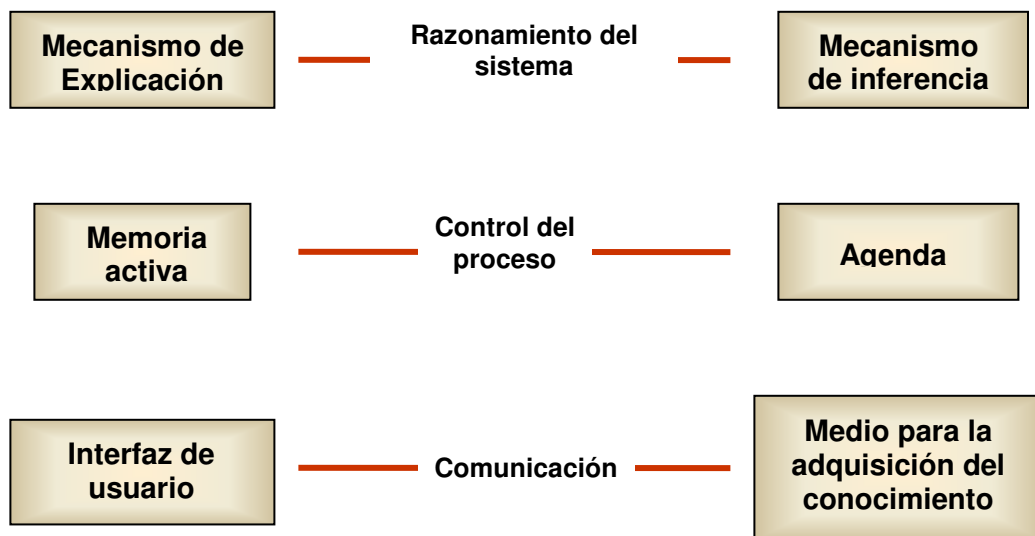 Mecanismo de
Explicación
Razonamiento del
sistema
Mecanismo
de inferencia
Memoria
activa
Control del
proceso
Agenda
Interfaz de
usuario
Comunicación
Medio para la
adquisición del
conocimiento